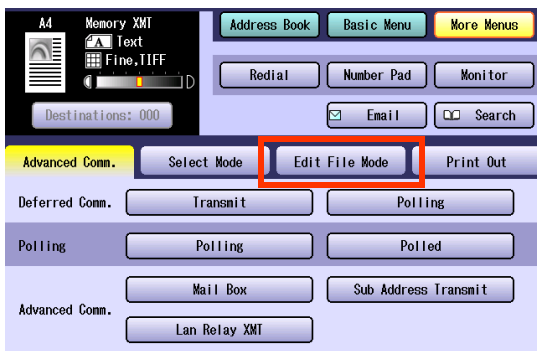 A4 Memory XMT
A Text
Fine,TIFF
D
Destinations: 000
Address Book Basic Menu More Menus
Redial Number Pad Monitor
Email Search
Advanced Comm. Select Mode Edit File Mode Print Out
Deferred Comm. Transmit Polling
Polling Polling Polled
Advanced Comm. Mail Box Sub Address Transmit
Lan Relay XMT